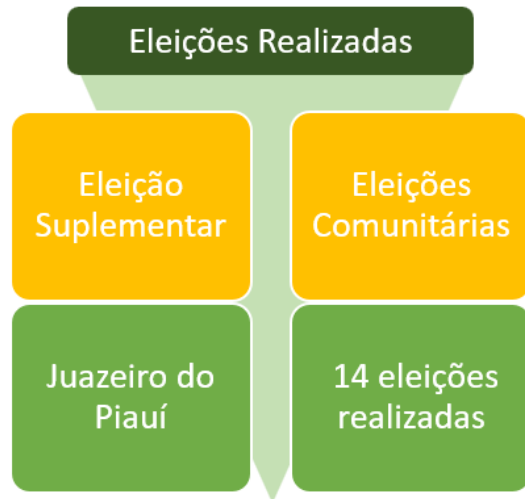 Eleições Realizadas
Eleição
Suplementar
Eleições
Comunitárias
Juazeiro do
Piauí
14 eleições
realizadas